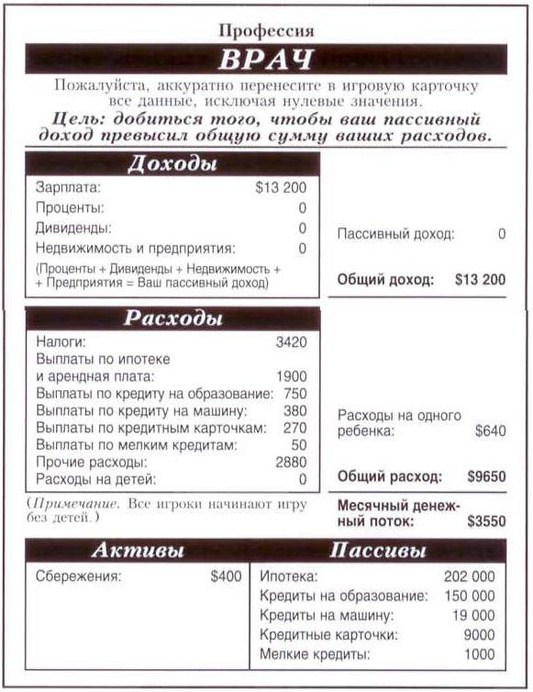 Профессия
ВРАЧ
Пожалуйста, аккуратно перенесите в игровую карточку
все данные, исключая нулевые значения.
Цель: добиться того, чтобы ваш пассивный
доход превысил общую сумму ваших расходов.
Доходы
Зарплата: $13 200
Проценты: 0
Дивиденды: 0
Недвижимость и предприятия: 0
(Проценты + Дивиденды + Недвижимость +
+ Предприятия = Ваш пассивный доход)
Пассивный доход: 0
Общий доход: $13 200
Расходы
Налоги: 3420
Выплаты по ипотеке
и арендная плата: 1900
Выплаты по кредиту на образование: 750
Выплаты по кредиту на машину: 380
Выплаты по кредитным карточкам: 270
Выплаты по мелким кредитам: 50
Прочие расходы: 2880
Расходы на детей: 0
(Примечание. Все игроки начинают игру
без детей.)
Расходы на одного
ребенка: $640
Общий расход: $9650
Месячный денеж-
ный поток: $3550
Активы
Сбережения: $400
Пассивы
Ипотека: 202 000
Кредиты на образование: 150 000
Кредиты на машину: 19 000
Кредитные карточки: 9000
Мелкие кредиты: 1000